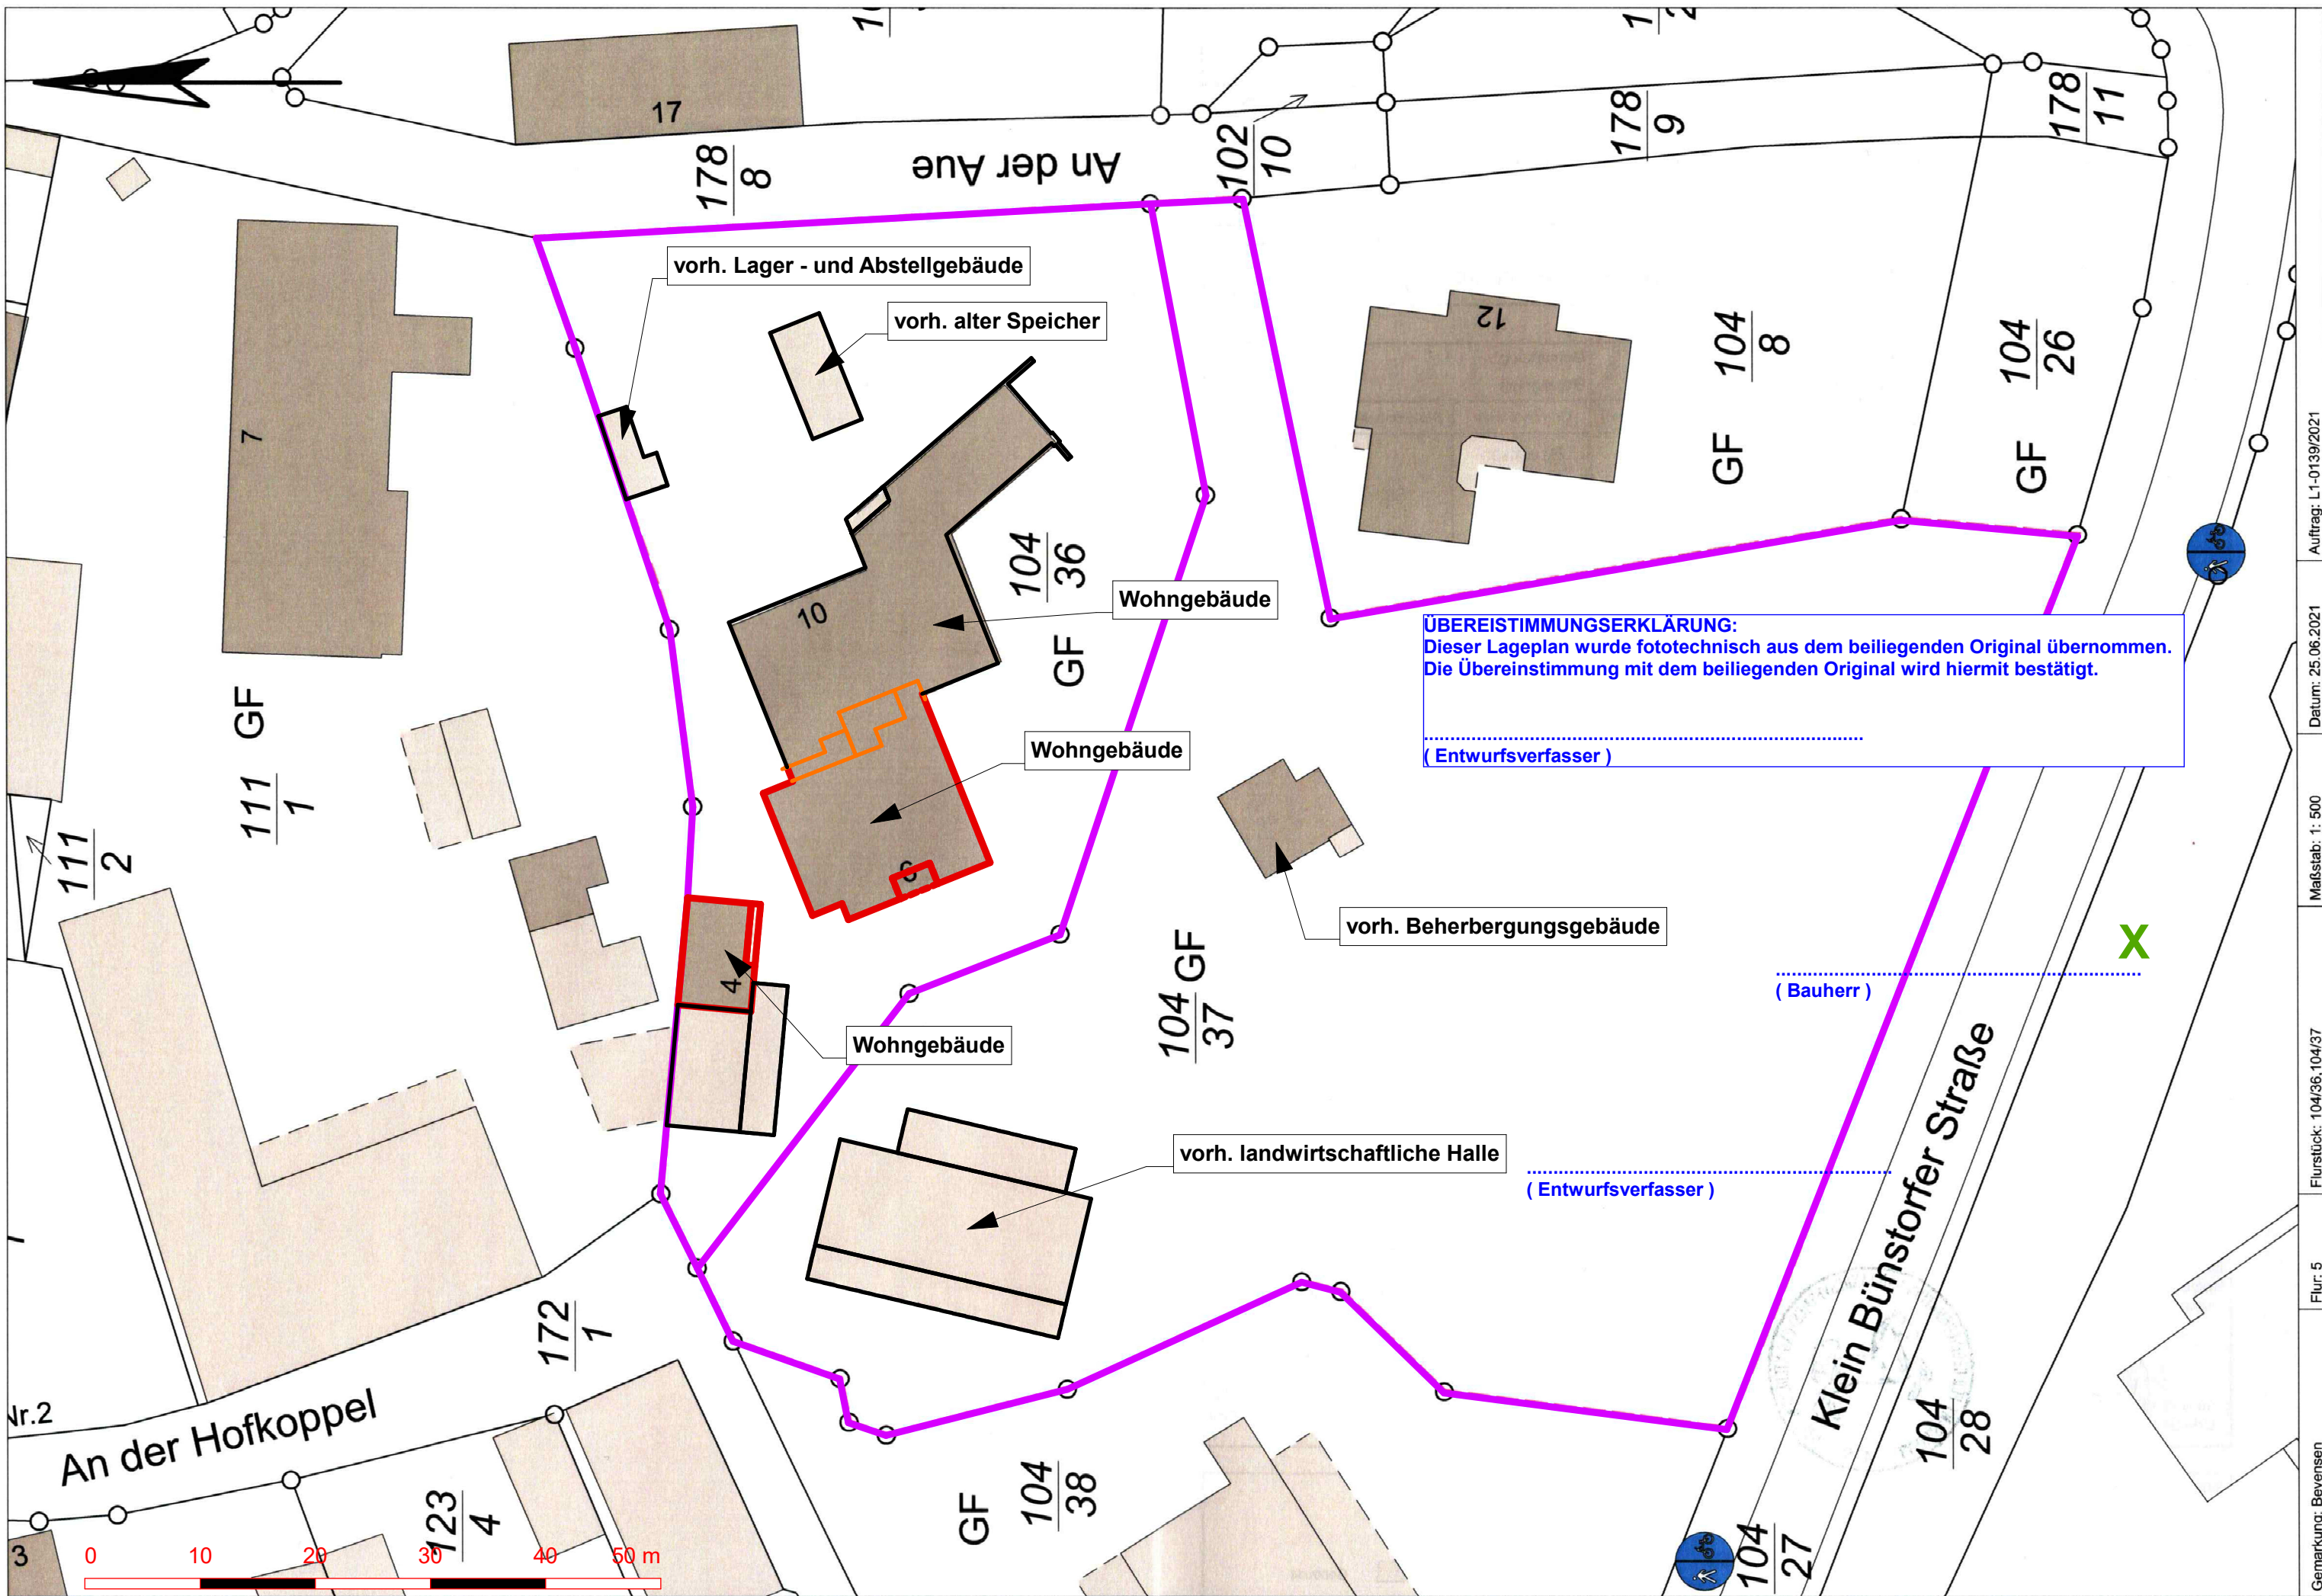 17
178
8
An der Aue
102
10
178
9
178
11
vorh. Lager - und Abstellgebäude
vorh. alter Speicher
12
104
8
104
26
GF
GF
7
10
104
36
GF
Wohngebäude
ÜBEREISTIMMUNGSERKLÄRUNG:
Dieser Lageplan wurde fototechnisch aus dem beiliegenden Original übernommen.
Die Übereinstimmung mit dem beiliegenden Original wird hiermit bestätigt.
( Entwurfsverfasser )
GF
111
1
111
2
Wohngebäude
6
vorh. Beherbergungsgebäude
X
( Bauherr )
4
Wohngebäude
104
37
GF
vorh. landwirtschaftliche Halle
( Entwurfsverfasser )
Klein Bünstorfer Straße
172
1
Nr.2
An der Hofkoppel
123
4
GF
104
38
104
28
104
27
3
0 10 20 30 40 50 m
Auftrag: L1-0139/2021
Datum: 25.06.2021
Maßstab: 1: 500
Flurstück: 104/36,104/37
Flur: 5
Gemarkung: Bevensen